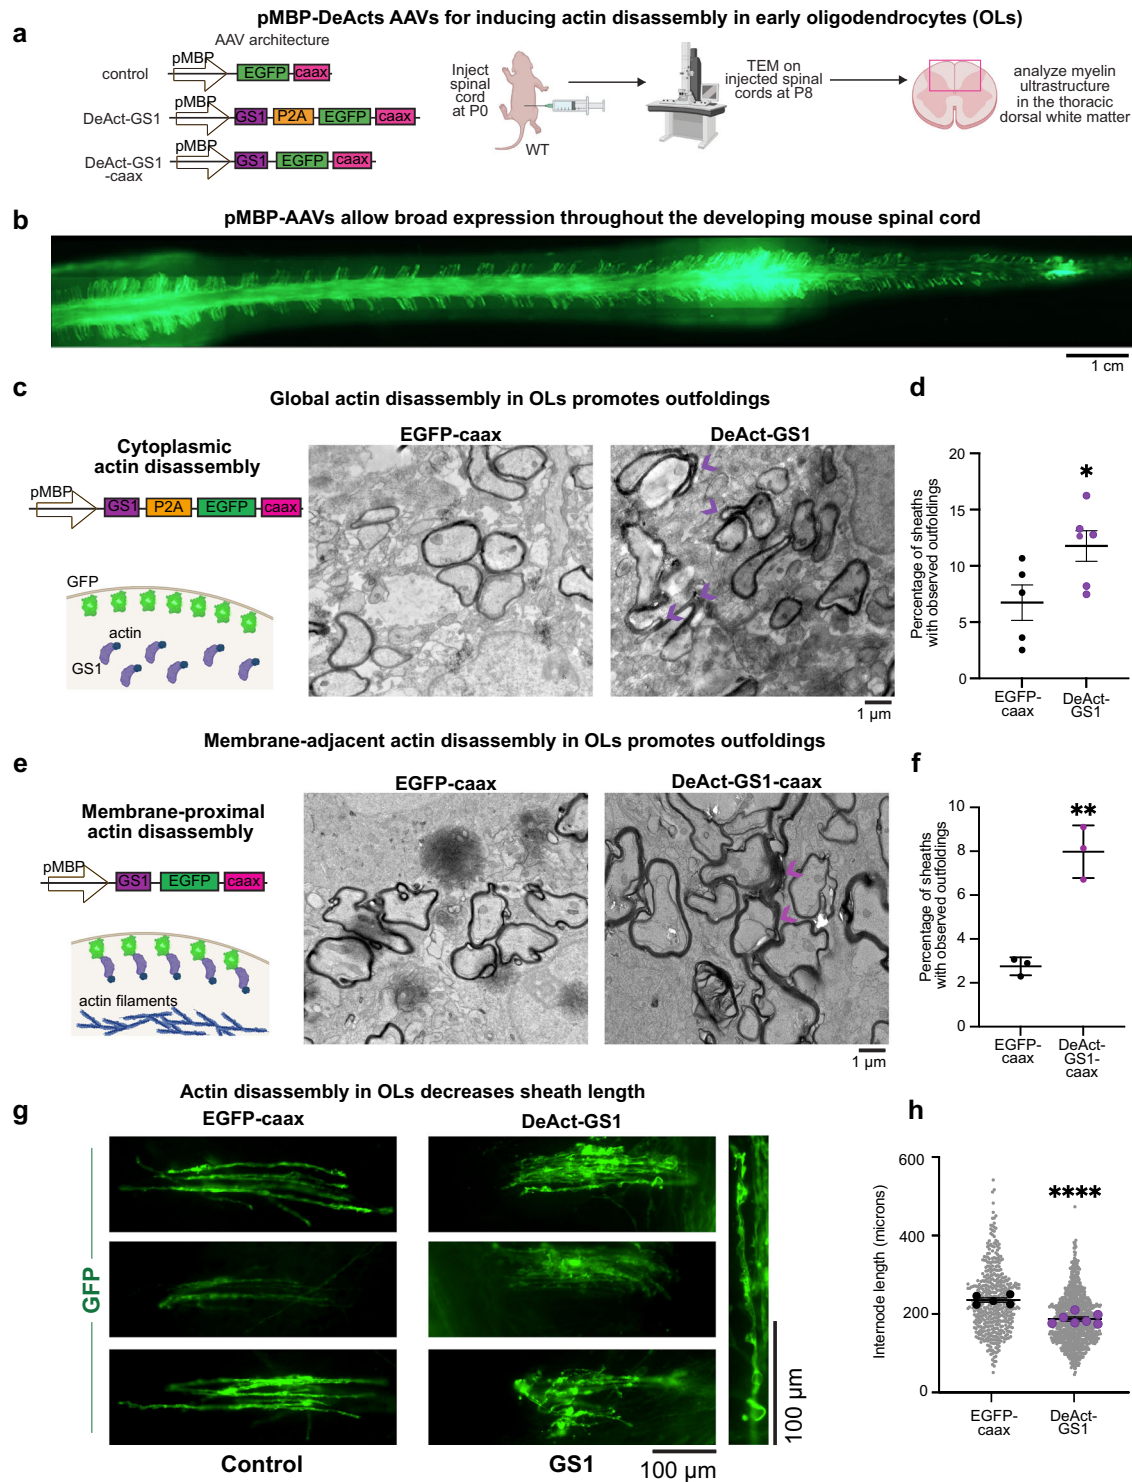 pMBP-DeActs AAVs for inducing actin disassembly in early oligodendrocytes (OLs)
a
AAV architecture
pMBP
control
EGFP
caax
pMBP
DeAct-GS1
GS1
P2A
EGFP
caax
pMBP
DeAct-GS1
-caax
GS1
EGFP
caax
Inject
spinal
cord
at P0
WT
TEM on
injected spinal
cords at P8
analyze myelin
ultrastructure
in the thoracic
dorsal white matter
pMBP-AAVs allow broad expression throughout the developing mouse spinal cord
b
1 cm
c
Global actin disassembly in OLs promotes outfoldings
Cytoplasmic
actin disassembly
pMBP
GS1
P2A
EGFP
caax
GFP
actin
GS1
EGFP-caax
DeAct-GS1
1 µm
d
Percentage of sheaths
with observed outfoldings
20
15
10
5
0
*
EGFP-
caax
DeAct-
GS1
Membrane-adjacent actin disassembly in OLs promotes outfoldings
e
Membrane-proximal
actin disassembly
pMBP
GS1
EGFP
caax
actin filaments
EGFP-caax
DeAct-GS1-caax
1 µm
f
Percentage of sheaths
with observed outfoldings
10
8
6
4
2
0
**
EGFP-
caax
DeAct-
GS1-
caax
Actin disassembly in OLs decreases sheath length
g
EGFP-caax
DeAct-GS1
GFP
Control
GS1
100 µm
100 µm
h
Internode length (microns)
600
400
200
0
****
EGFP-
caax
DeAct-
GS1